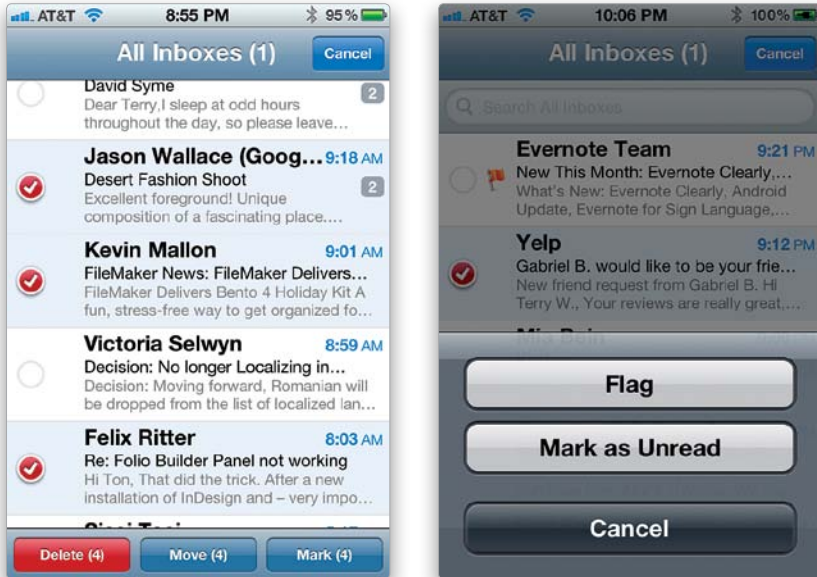 AT&T 8:55 PM 95%
All Inboxes (1) Cancel
David Syme
Dear Terry,I sleep at odd hours 2
throughout the day, so please leave…
Jason Wallace (Goog… 9:18 AM
Desert Fashion Shoot
Excellent foreground! Unique 2
composition of a fascinating place.…
Kevin Mallon 9:01 AM
FileMaker News: FileMaker Delivers…
FileMaker Delivers Bento 4 Holiday Kit A
fun, stress-free way to get organized fo…
Victoria Selwyn 8:59 AM
Decision: No longer Localizing in…
Decision: Moving forward, Romanian will
be dropped from the list of localized lan…
Felix Ritter 8:03 AM
Re: Folio Builder Panel not working
Hi Ton, That did the trick. After a new
installation of InDesign and – very impo…
Delete (4) Move (4) Mark (4)
AT&T 10:06 PM 100%
All Inboxes (1) Cancel
Search All Inboxes
Evernote Team 9:21 PM
New This Month: Evernote Clearly,…
What's New: Evernote Clearly, Android
Update, Evernote for Sign Language,…
Yelp 9:12 PM
Gabriel B. would like to be your frie…
New friend request from Gabriel B. Hi
Terry W., Your reviews are really great,…
Mia Bein
Flag
Mark as Unread
Cancel